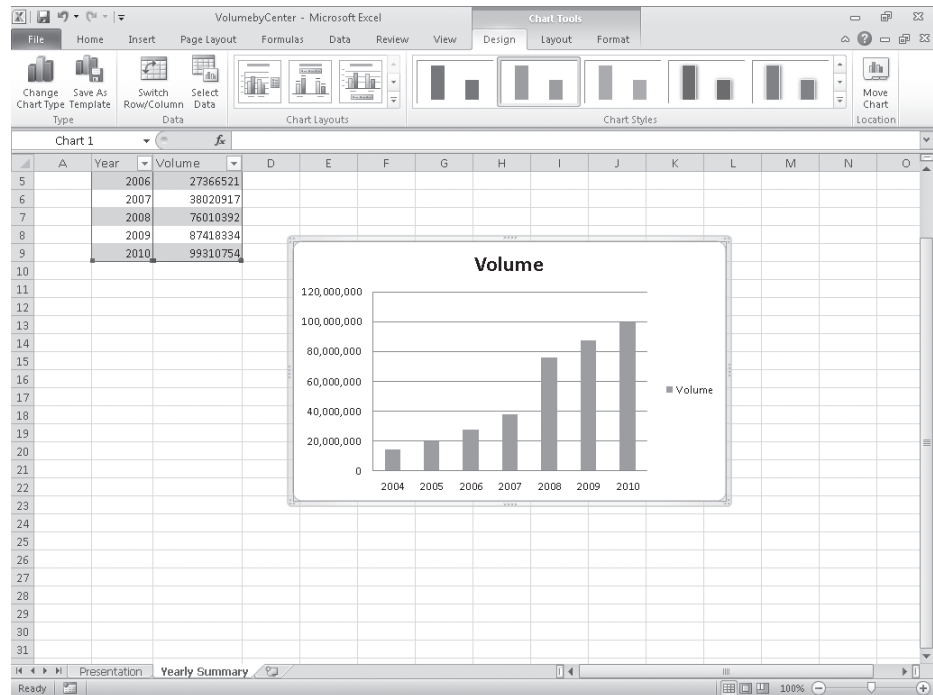 VolumebyCenter - Microsoft Excel
Chart Tools
File Home Insert Page Layout Formulas Data Review View Design Layout Format
Change Chart Type
Save As Template
Switch Row/Column
Select Data
Move Chart
Type Data Chart Layouts Chart Styles Location
Chart 1 fx
A Year Volume D E F G H I J K L M N O
5 2006 27366521
6 2007 38020917
7 2008 76010392
8 2009 87418334
9 2010 99310754
10
11
12
13
14
15
16
17
18
19
20
21
22
23
24
25
26
27
28
29
30
31
Volume
120,000,000
100,000,000
80,000,000
60,000,000
40,000,000
20,000,000
0
2004 2005 2006 2007 2008 2009 2010
Volume
Presentation Yearly Summary
Ready 100%